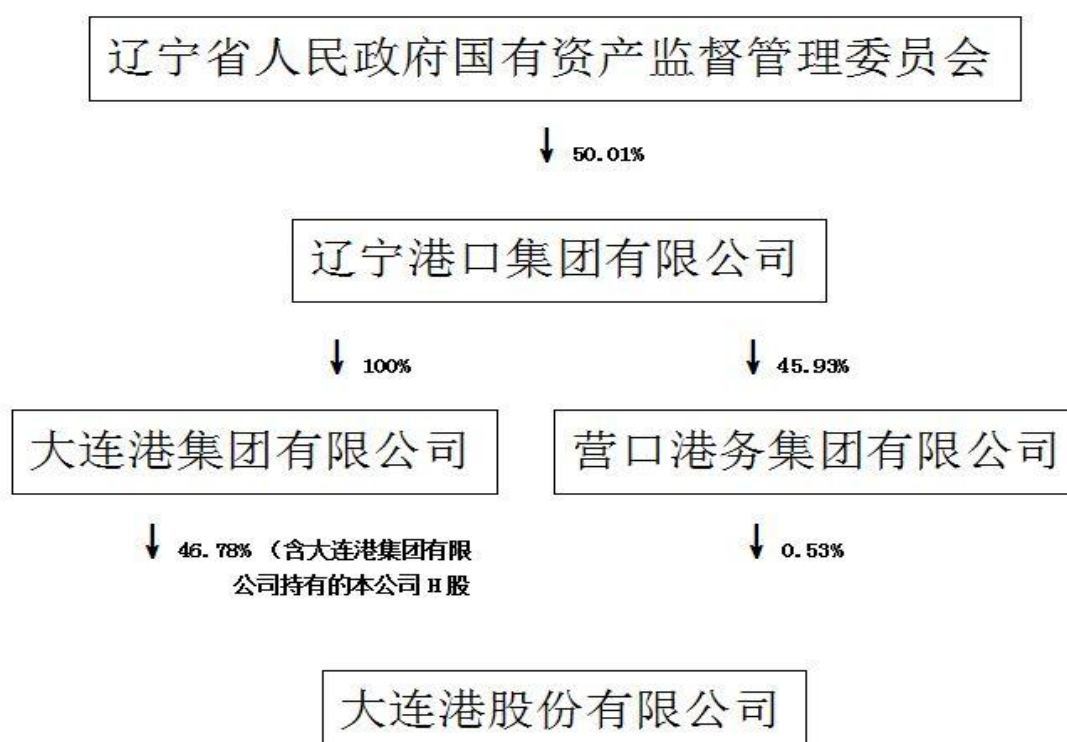 辽宁省人民政府国有资产监督管理委员会
50.01%
辽宁港口集团有限公司
100%
45.93%
大连港集团有限公司
营口港务集团有限公司
46.78% （含大连港集团有限
公司持有的本公司 H 股
0.53%
大连港股份有限公司